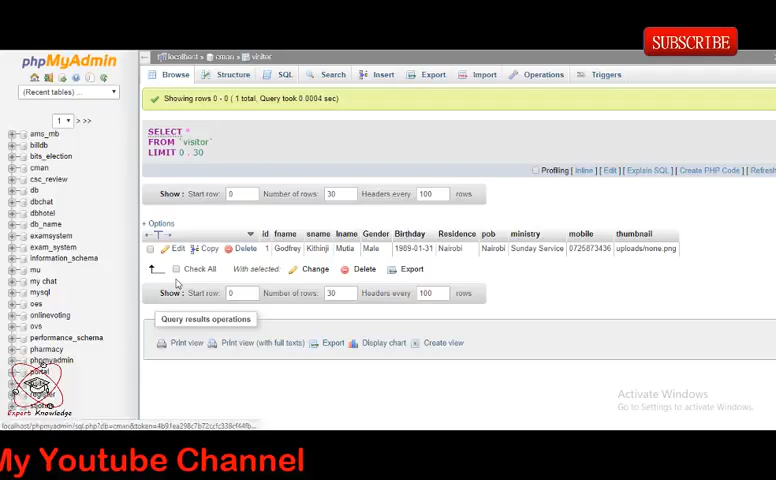 SUBSCRIBE
phpMyAdmin
localhost » cman » visitor
Browse Structure SQL Search Insert Export Import Operations Triggers
(Recent tables) ...
Showing rows 0 - 0 ( 1 total, Query took 0.0004 sec)
1 > >>
SELECT *
FROM `visitor`
LIMIT 0 , 30
Profiling [ Inline ] [ Edit ] [ Explain SQL ] [ Create PHP Code ] [ Refresh
Show : Start row: 0 Number of rows: 30 Headers every 100 rows
+ Options
←T→ id fname sname lname Gender Birthday Residence pob ministry mobile thumbnail
Edit Copy Delete 1 Godfrey Kithinji Mutia Male 1989-01-31 Nairobi Nairobi Sunday Service 0725873436 uploads/none.png
Check All With selected: Change Delete Export
Show : Start row: 0 Number of rows: 30 Headers every 100 rows
Query results operations
Print view Print view (with full texts) Export Display chart Create view
ams_mb
billdb
bits_election
cman
csc_review
db
dbchat
dbhotel
db_name
examsystem
exam_system
information_schema
mu
my chat
mysql
oes
onlinevoting
ovs
performance_schema
pharmacy
phpmyadmin
portal
register
Expert Knowledge
Activate Windows
Go to Settings to activate Windows.
My Youtube Channel